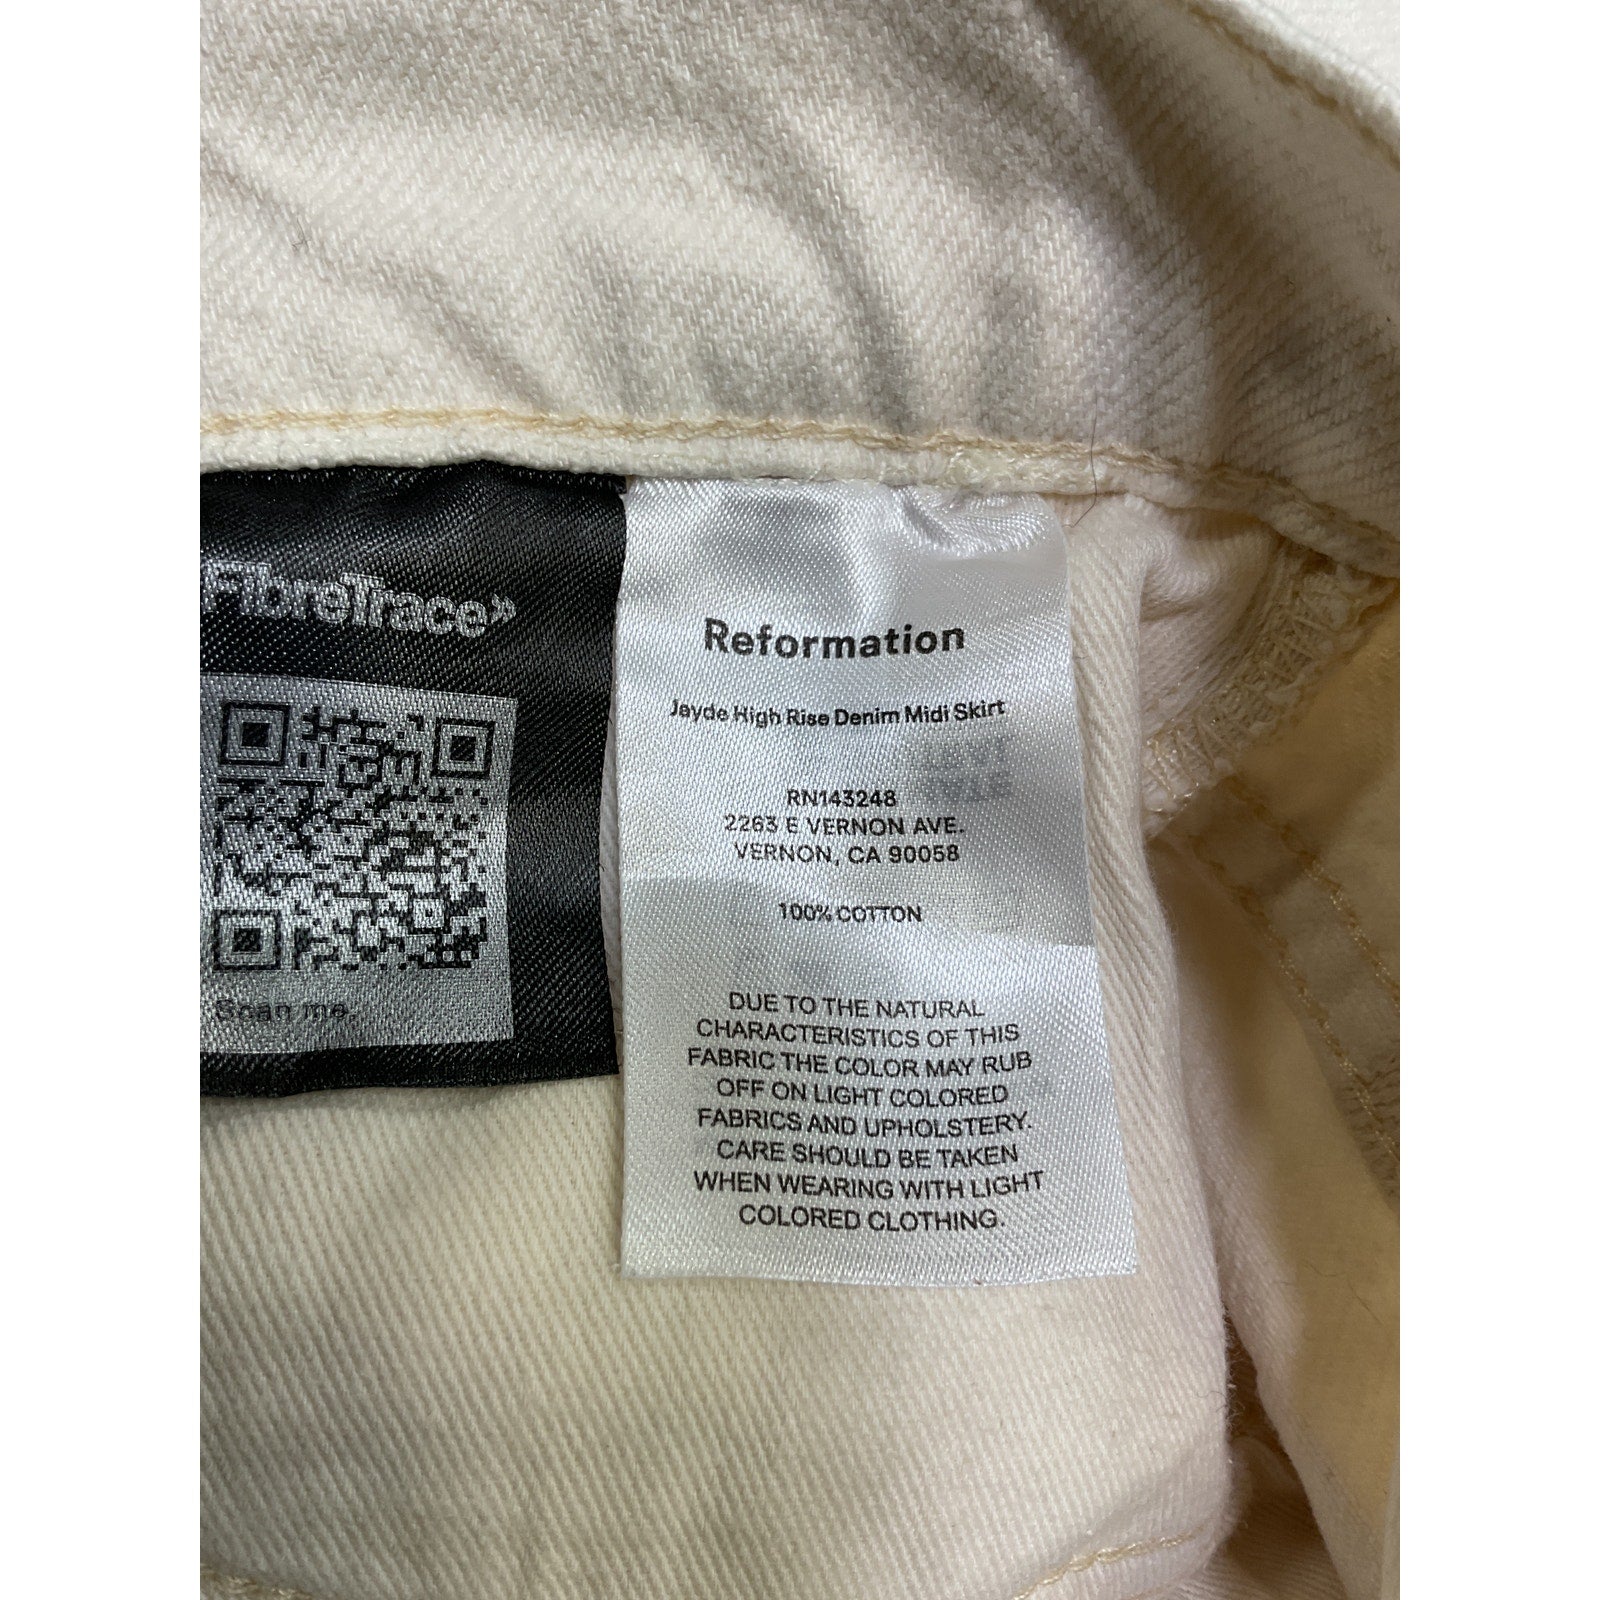 FibreTrace»
Scan me.
Reformation
Jayde High Rise Denim Midi Skirt
RN143248
2263 E VERNON AVE.
VERNON, CA 90058
100% COTTON
DUE TO THE NATURAL
CHARACTERISTICS OF THIS
FABRIC THE COLOR MAY RUB
OFF ON LIGHT COLORED
FABRICS AND UPHOLSTERY.
CARE SHOULD BE TAKEN
WHEN WEARING WITH LIGHT
COLORED CLOTHING.